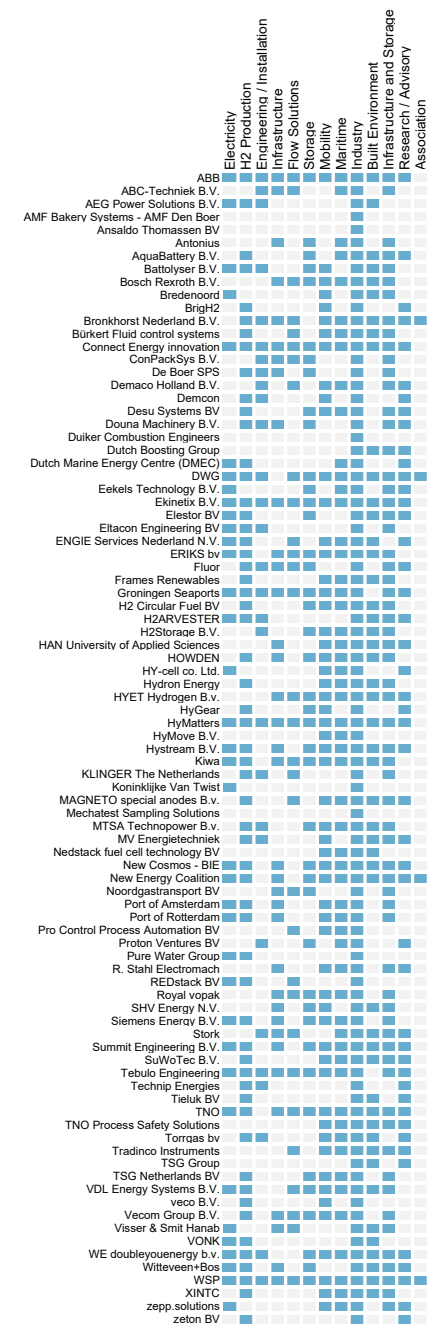 Electricity
H2 Production
Engineering / Installation
Infrastructure
Flow Solutions
Storage
Mobility
Maritime
Industry
Built Environment
Infrastructure and Storage
Research / Advisory
Association
ABB
ABC-Techniek B.V.
AEG Power Solutions B.V.
AMF Bakery Systems - AMF Den Boer
Ansaldo Thomassen BV
Antonius
AquaBattery B.V.
Battolyser B.V.
Bosch Rexroth B.V.
Bredenoord
BrigH2
Bronkhorst Nederland B.V.
Bürkert Fluid control systems
Connect Energy innovation
ConPackSys B.V.
De Boer SPS
Demaco Holland B.V.
Demcon
Desu Systems BV
Douna Machinery B.V.
Duiker Combustion Engineers
Dutch Boosting Group
Dutch Marine Energy Centre (DMEC)
DWG
Eekels Technology B.V.
Ekinetix B.V.
Elestor BV
Eltacon Engineering BV
ENGIE Services Nederland N.V.
ERIKS bv
Fluor
Frames Renewables
Groningen Seaports
H2 Circular Fuel BV
H2ARVESTER
H2Storage B.V.
HAN University of Applied Sciences
HOWDEN
HY-cell co. Ltd.
Hydron Energy
HYET Hydrogen B.v.
HyGear
HyMatters
HyMove B.V.
Hystream B.V.
Kiwa
KLINGER The Netherlands
Koninklijke Van Twist
MAGNETO special anodes B.v.
Mechatest Sampling Solutions
MTSA Technopower B.v.
MV Energietechniek
Nedstack fuel cell technology BV
New Cosmos - BIE
New Energy Coalition
Noordgastransport BV
Port of Amsterdam
Port of Rotterdam
Pro Control Process Automation BV
Proton Ventures BV
Pure Water Group
R. Stahl Electromach
REDstack BV
Royal vopak
SHV Energy N.V.
Siemens Energy B.V.
Stork
Summit Engineering B.V.
SuWoTec B.V.
Tebulo Engineering
Technip Energies
Tieluk BV
TNO
TNO Process Safety Solutions
Torrgas bv
Tradinco Instruments
TSG Group
TSG Netherlands BV
VDL Energy Systems B.V.
veco B.V.
Vecom Group B.V.
Visser & Smit Hanab
VONK
WE doubleyouenergy b.v.
Witteveen+Bos
WSP
XINTC
zepp.solutions
zeton BV